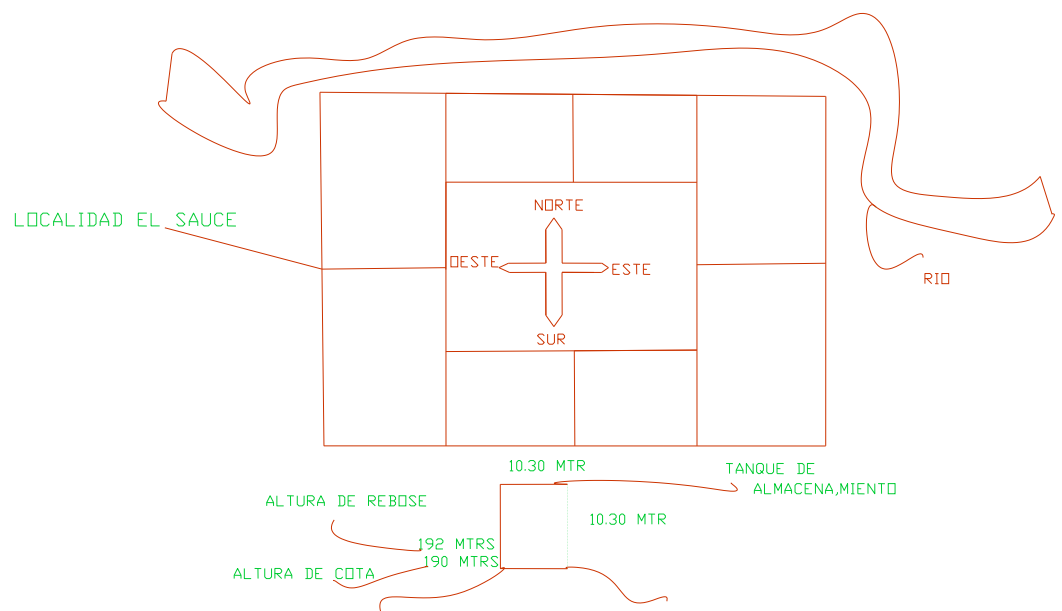 NORTE
LOCALIDAD EL SAUCE
OESTE
ESTE
RIO
SUR
10.30 MTR
TANQUE DE
ALMACENA,MIENTO
ALTURA DE REBOSE
10.30 MTR
192 MTRS
190 MTRS
ALTURA DE COTA